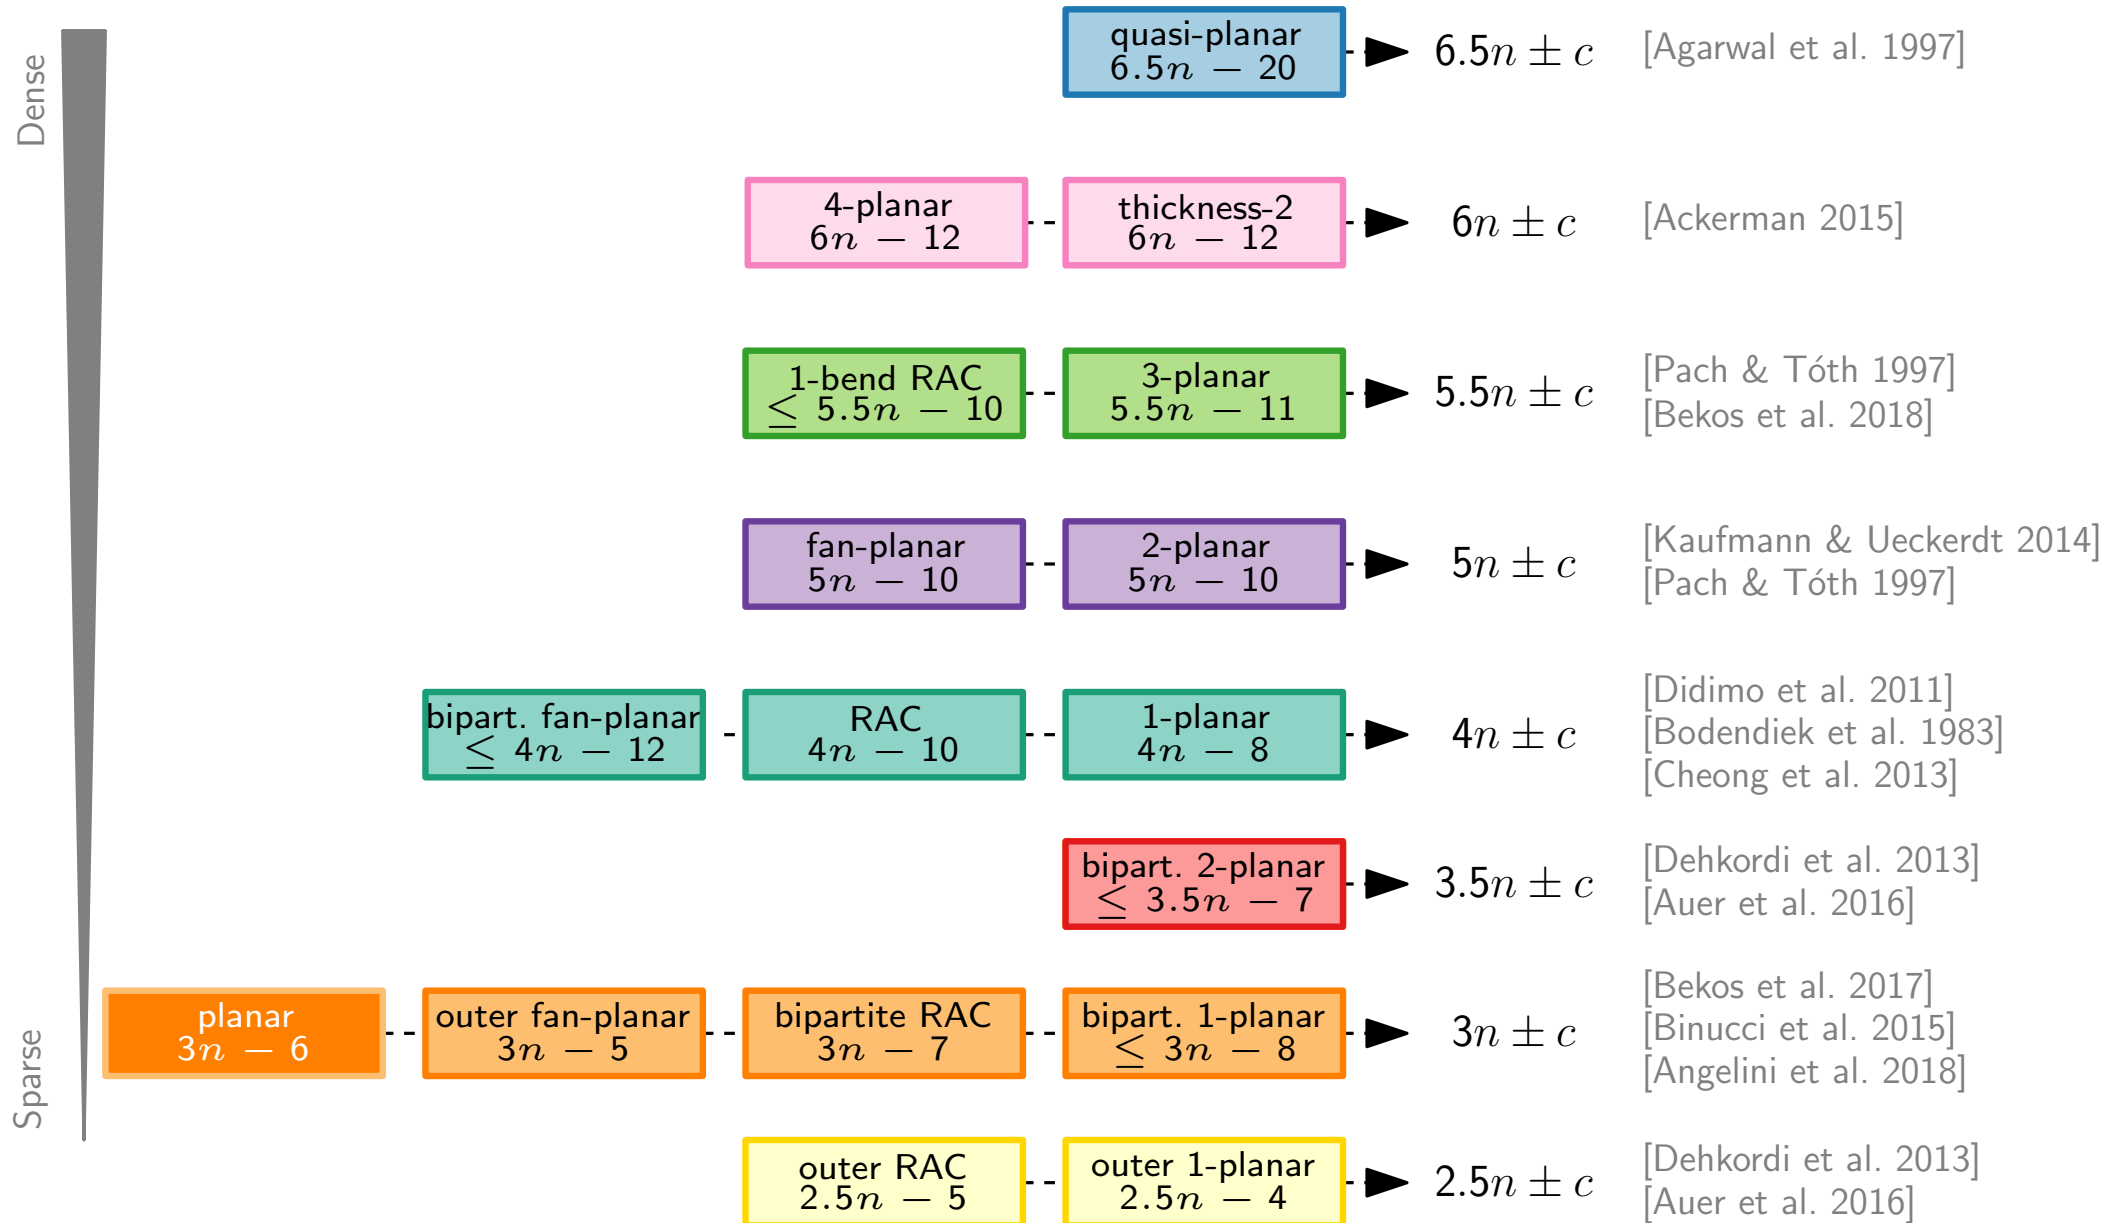 Dense
quasi-planar
6.5n − 20
6.5n ± c
[Agarwal et al. 1997]
4-planar
6n − 12
thickness-2
6n − 12
6n ± c
[Ackerman 2015]
1-bend RAC
≤ 5.5n − 10
3-planar
5.5n − 11
5.5n ± c
[Pach & Tóth 1997]
[Bekos et al. 2018]
fan-planar
5n − 10
2-planar
5n − 10
5n ± c
[Kaufmann & Ueckerdt 2014]
[Pach & Tóth 1997]
bipart. fan-planar
≤ 4n − 12
RAC
4n − 10
1-planar
4n − 8
4n ± c
[Didimo et al. 2011]
[Bodendiek et al. 1983]
[Cheong et al. 2013]
bipart. 2-planar
≤ 3.5n − 7
3.5n ± c
[Dehkordi et al. 2013]
[Auer et al. 2016]
Sparse
planar
3n − 6
outer fan-planar
3n − 5
bipartite RAC
3n − 7
bipart. 1-planar
≤ 3n − 8
3n ± c
[Bekos et al. 2017]
[Binucci et al. 2015]
[Angelini et al. 2018]
outer RAC
2.5n − 5
outer 1-planar
2.5n − 4
2.5n ± c
[Dehkordi et al. 2013]
[Auer et al. 2016]